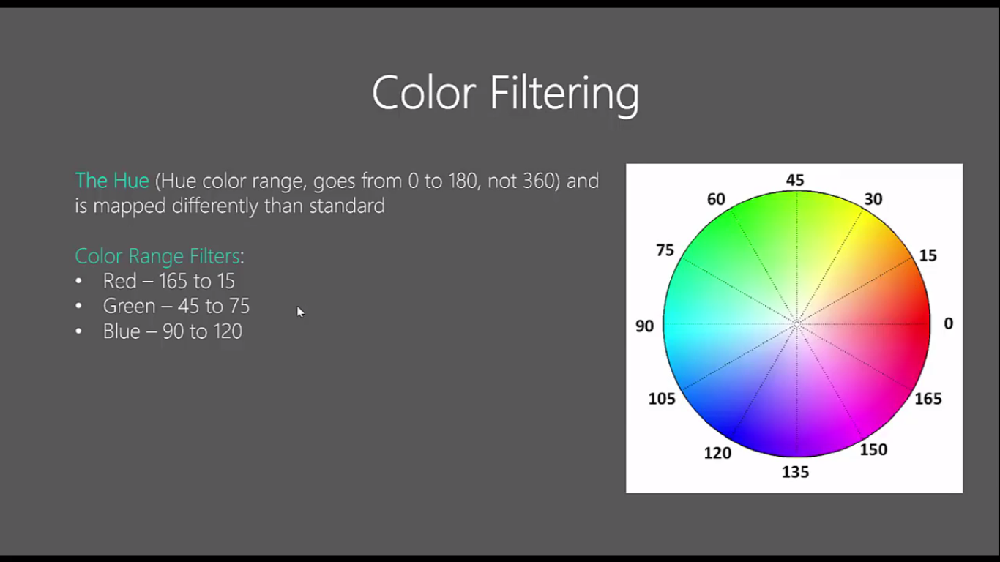 Color Filtering
The Hue (Hue color range, goes from 0 to 180, not 360) and
is mapped differently than standard
Color Range Filters:
• Red – 165 to 15
• Green – 45 to 75
• Blue – 90 to 120
45
60
30
75
15
90
0
105
165
120
150
135